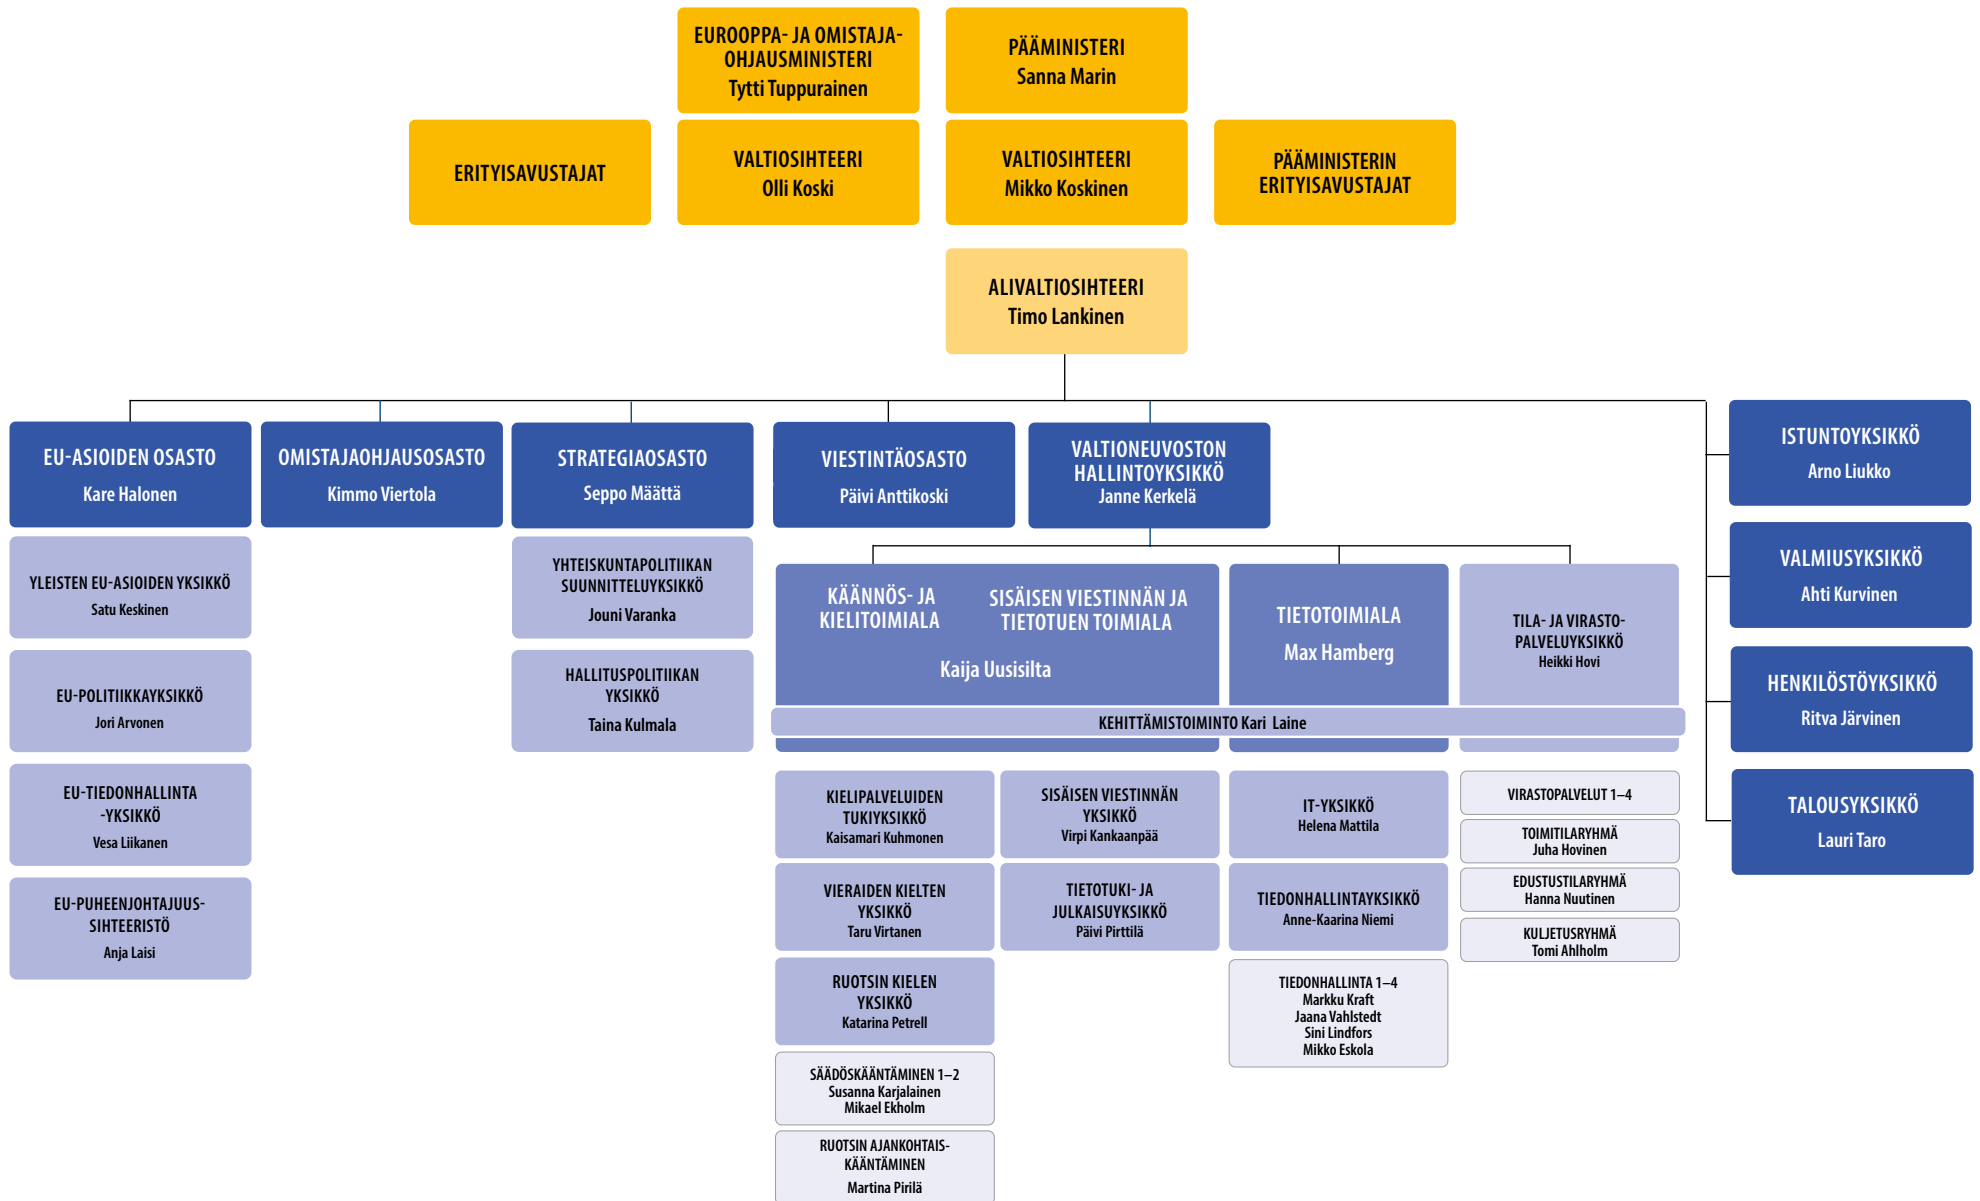 EUROOPPA- JA OMISTAJA-
OHJAUSMINISTERI
Tytti Tuppurainen
PÄÄMINISTERI
Sanna Marin
ERITYISAVUSTAJAT
VALTIOSIHTEERI
Olli Koski
VALTIOSIHTEERI
Mikko Koskinen
PÄÄMINISTERIN
ERITYISAVUSTAJAT
ALIVALTIOSIHTEERI
Timo Lankinen
EU-ASIOIDEN OSASTO
Kare Halonen
OMISTAJAOHJAUSOSASTO
Kimmo Viertola
STRATEGIAOSASTO
Seppo Määttä
VIESTINTÄOSASTO
Päivi Anttikoski
VALTIONEUVOSTON
HALLINTOYKSIKKÖ
Janne Kerkelä
ISTUNTOYKSIKKÖ
Arno Liukko
VALMIUSYKSIKKÖ
Ahti Kurvinen
HENKILÖSTÖYKSIKKÖ
Ritva Järvinen
TALOUSYKSIKKÖ
Lauri Taro
YLEISTEN EU-ASIOIDEN YKSIKKÖ
Satu Keskinen
EU-POLITIIKKAYKSIKKÖ
Jori Arvonen
EU-TIEDONHALLINTA
-YKSIKKÖ
Vesa Liikanen
EU-PUHEENJOHTAJUUS-
SIHTEERISTÖ
Anja Laisi
YHTEISKUNTAPOLITIIKAN
SUUNNITTELUYKSIKKÖ
Jouni Varanka
HALLITUSPOLITIIKAN
YKSIKKÖ
Taina Kulmala
KÄÄNNÖS- JA
KIELITOIMIALA
SISÄISEN VIESTINNÄN JA
TIETOTUEN TOIMIALA
Kaija Uusisilta
TIETOTOIMIALA
Max Hamberg
TILA- JA VIRASTO-
PALVELUYKSIKKÖ
Heikki Hovi
KEHITTÄMISTOIMINTO Kari Laine
KIELIPALVELUIDEN
TUKIYKSIKKÖ
Kaisamari Kuhmonen
VIERAIDEN KIELTEN
YKSIKKÖ
Taru Virtanen
RUOTSIN KIELEN
YKSIKKÖ
Katarina Petrell
SÄÄDÖSKÄÄNTÄMINEN 1–2
Susanna Karjalainen
Mikael Ekholm
RUOTSIN AJANKOHTAIS-
KÄÄNTÄMINEN
Martina Pirilä
SISÄISEN VIESTINNÄN
YKSIKKÖ
Virpi Kankaanpää
TIETOTUKI- JA
JULKAISUYKSIKKÖ
Päivi Pirttilä
IT-YKSIKKÖ
Helena Mattila
TIEDONHALLINTAYKSIKKÖ
Anne-Kaarina Niemi
TIEDONHALLINTA 1–4
Markku Kraft
Jaana Vahlstedt
Sini Lindfors
Mikko Eskola
VIRASTOPALVELUT 1–4
TOIMITILARYHMÄ
Juha Hovinen
EDUSTUSTILARYHMÄ
Hanna Nuutinen
KULJETUSRYHMÄ
Tomi Ahlholm